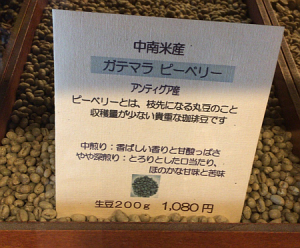 中南米産
ガテマラ ピーベリー
アンティグア産
ピーベリーとは、枝先になる丸豆のこと
収穫量が少ない貴重な珈琲豆です
中煎り：香ばしい香りと甘酸っぱさ
やや深煎り：とろりとした口当たり、
ほのかな甘味と苦味
生豆200g 1,080円